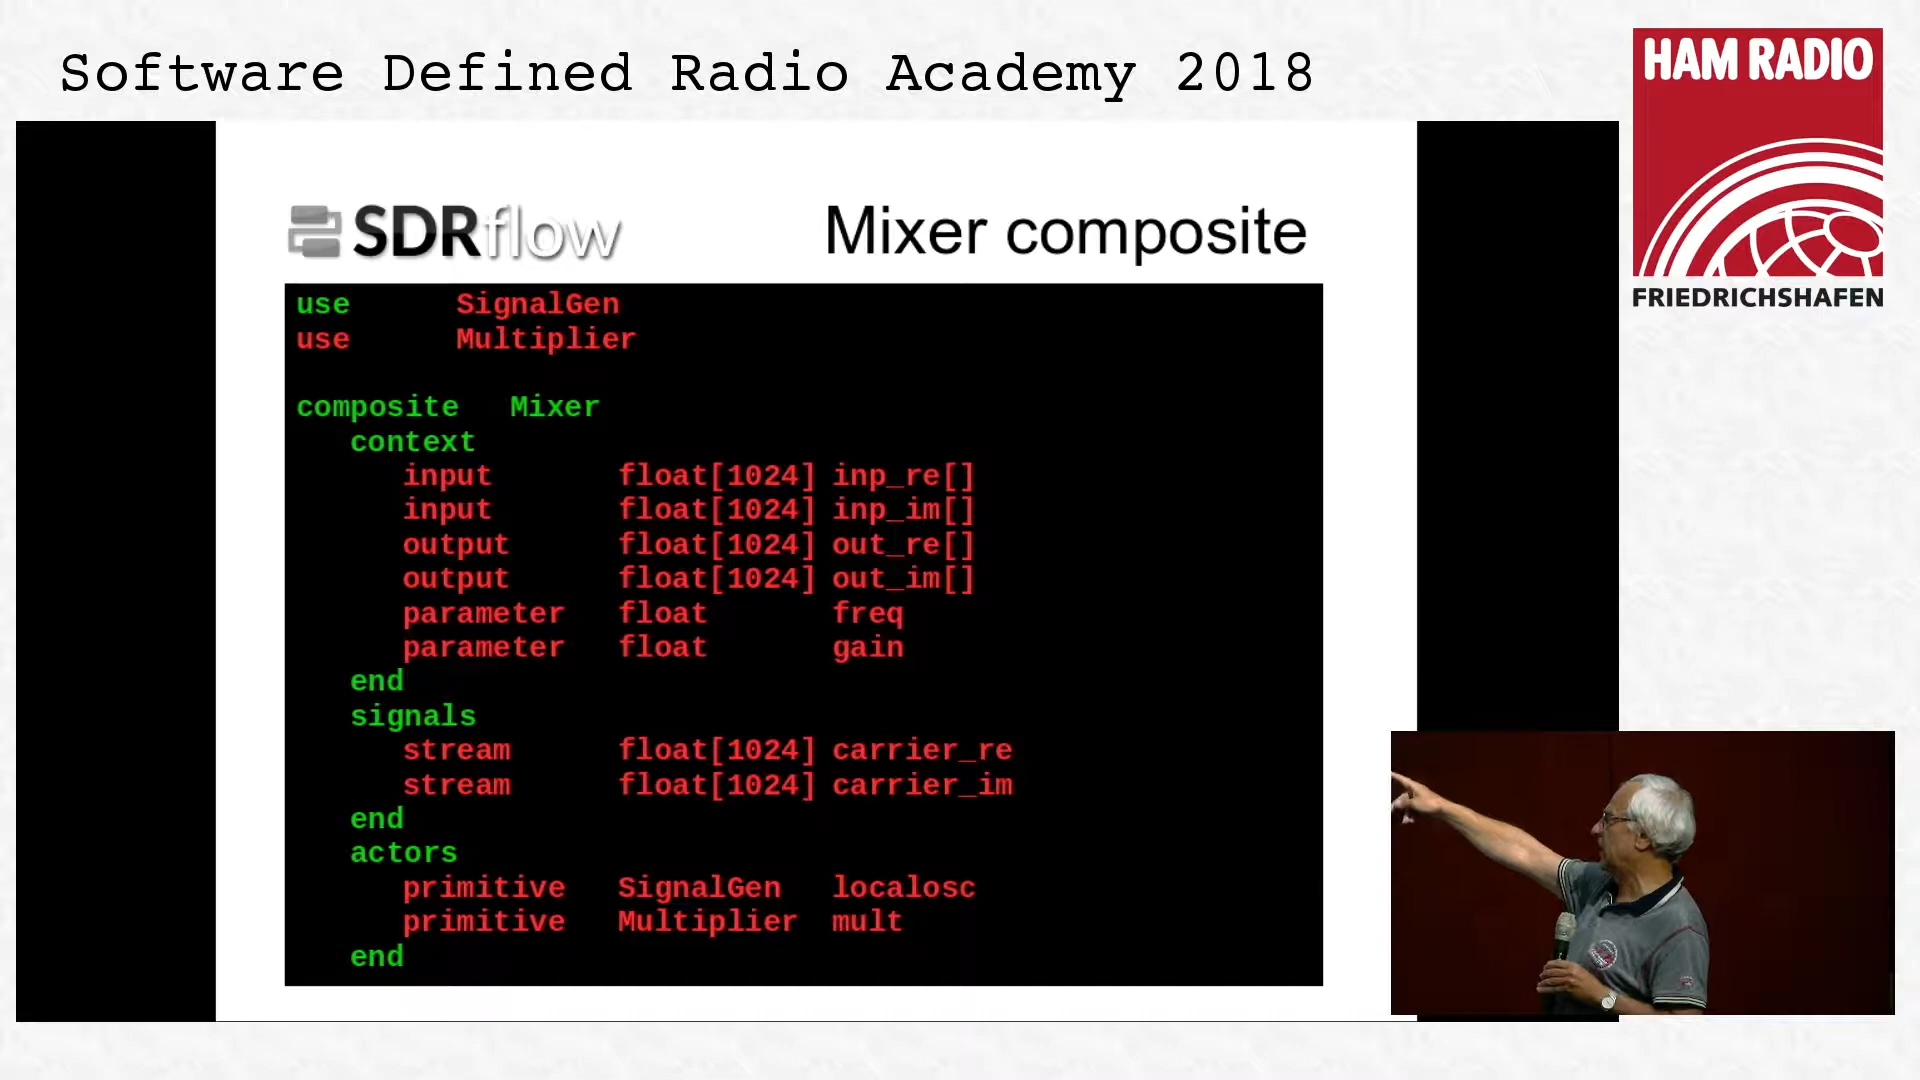 Software Defined Radio Academy 2018
HAM RADIO
FRIEDRICHSHAFEN
SDRflow
Mixer composite
use SignalGen
use Multiplier
composite Mixer
context
input float[1024] inp_re[]
input float[1024] inp_im[]
output float[1024] out_re[]
output float[1024] out_im[]
parameter float freq
parameter float gain
end
signals
stream float[1024] carrier_re
stream float[1024] carrier_im
end
actors
primitive SignalGen localosc
primitive Multiplier mult
end